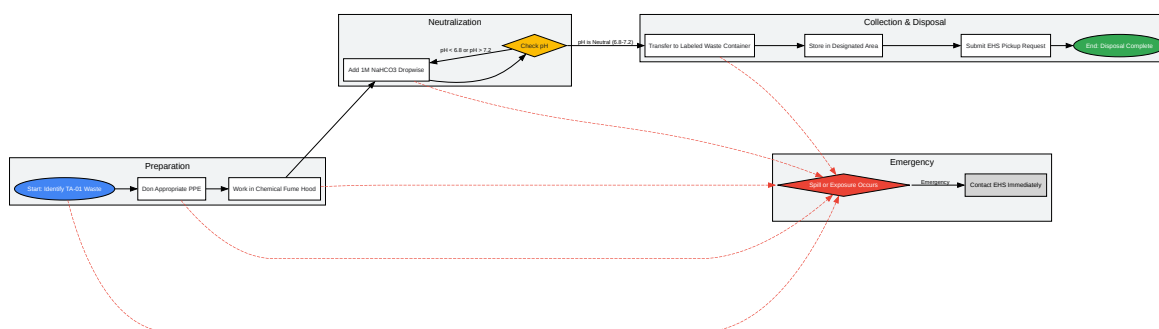 Neutralization
Check pH
pH < 6.8 or pH > 7.2
Add 1M NaHCO3 Dropwise
pH is Neutral (6.8-7.2)
Collection & Disposal
Transfer to Labeled Waste Container
Store in Designated Area
Submit EHS Pickup Request
End: Disposal Complete
Preparation
Start: Identify TA-01 Waste
Don Appropriate PPE
Work in Chemical Fume Hood
Emergency
Spill or Exposure Occurs
Emergency
Contact EHS Immediately